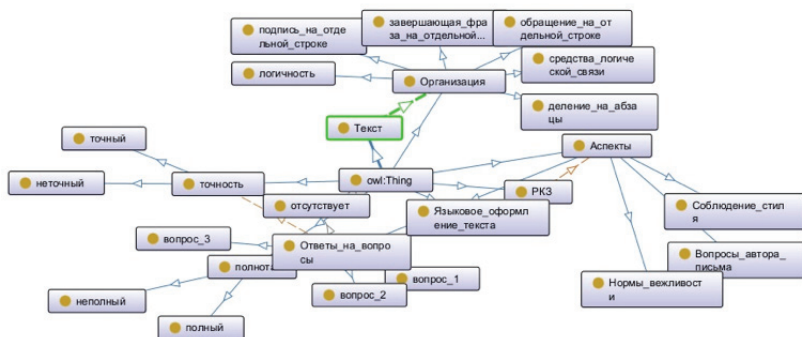 подпись_на_отде
льной_строке
завершающая_фра
за_на_отдельной...
обращение_на_от
дельной_строке
логичность
Организация
средства_логиче
ской_связи
деление_на_абза
цы
Текст
точный
Аспекты
неточный
точность
owl:Thing
РКЗ
отсутствует
Языковое_оформл
ение_текста
Соблюдение_стил
я
вопрос_3
Ответы_на_вопро
сы
Вопросы_автора_
письма
полнот
вопрос_1
Нормы_вежливост
и
неполный
вопрос_2
полный